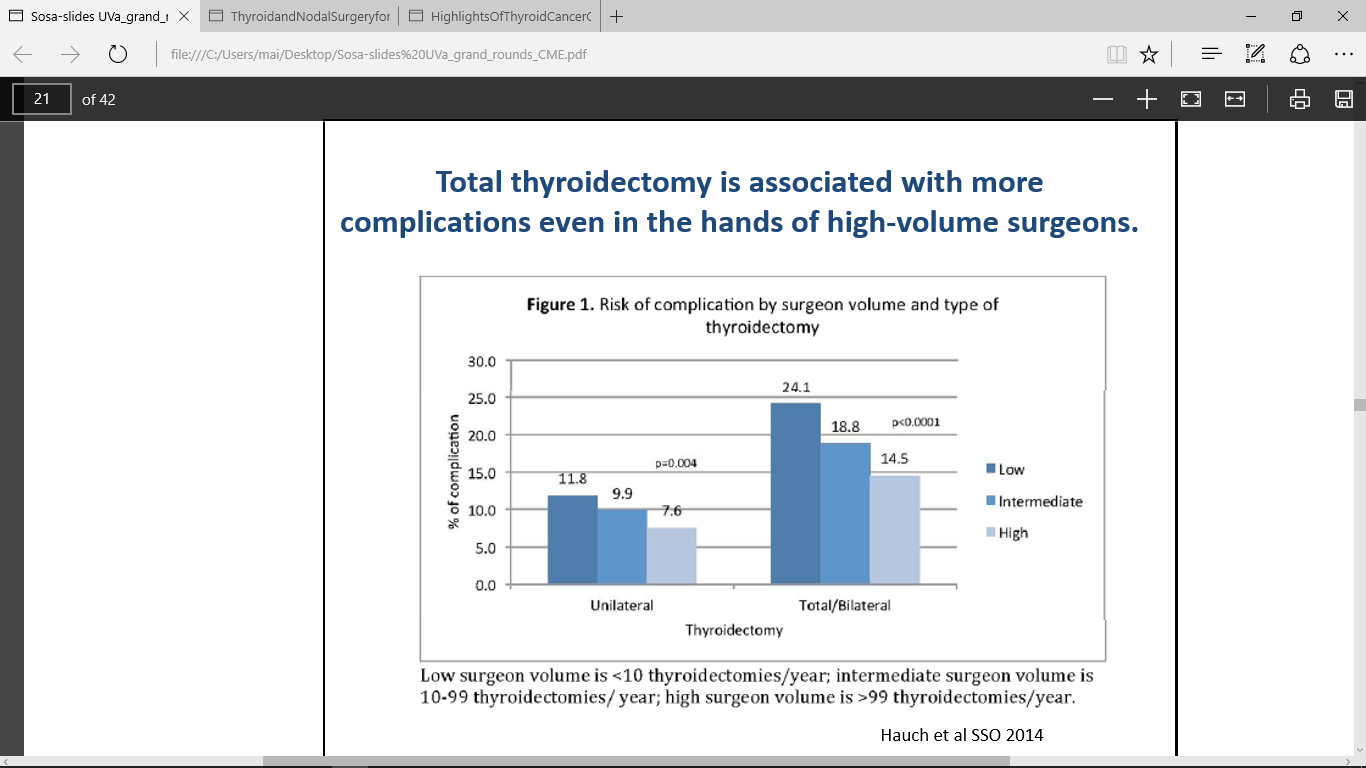 Sosa-slides UVa_grand_r
ThyroidandNodalSurgeryfor
HighlightsOfThyroidCancerG
file:///C:/Users/mai/Desktop/Sosa-slides%20UVa_grand_rounds_CME.pdf
21 of 42
Total thyroidectomy is associated with more
complications even in the hands of high-volume surgeons.
Figure 1. Risk of complication by surgeon volume and type of
thyroidectomy
% of complication
30.0
25.0
20.0
15.0
10.0
5.0
0.0
11.8
9.9
7.6
p=0.004
24.1
18.8
14.5
p<0.0001
Low
Intermediate
High
Unilateral
Total/Bilateral
Thyroidectomy
Low surgeon volume is <10 thyroidectomies/year; intermediate surgeon volume is
10-99 thyroidectomies/ year; high surgeon volume is >99 thyroidectomies/year.
Hauch et al SSO 2014